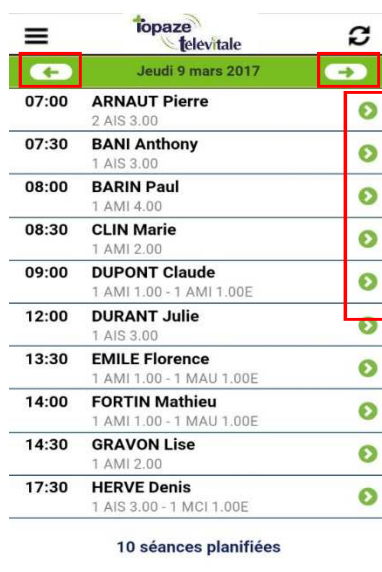 topaze
télévitale
Jeudi 9 mars 2017
07:00 ARNAUT Pierre
2 AIS 3.00
07:30 BANI Anthony
1 AIS 3.00
08:00 BARIN Paul
1 AMI 4.00
08:30 CLIN Marie
1 AMI 2.00
09:00 DUPONT Claude
1 AMI 1.00 - 1 AMI 1.00E
12:00 DURANT Julie
1 AIS 3.00
13:30 EMILE Florence
1 AMI 1.00 - 1 MAU 1.00E
14:00 FORTIN Mathieu
1 AMI 1.00 - 1 MAU 1.00E
14:30 GRAVON Lise
1 AMI 2.00
17:30 HERVE Denis
1 AIS 3.00 - 1 MCI 1.00E
10 séances planifiées